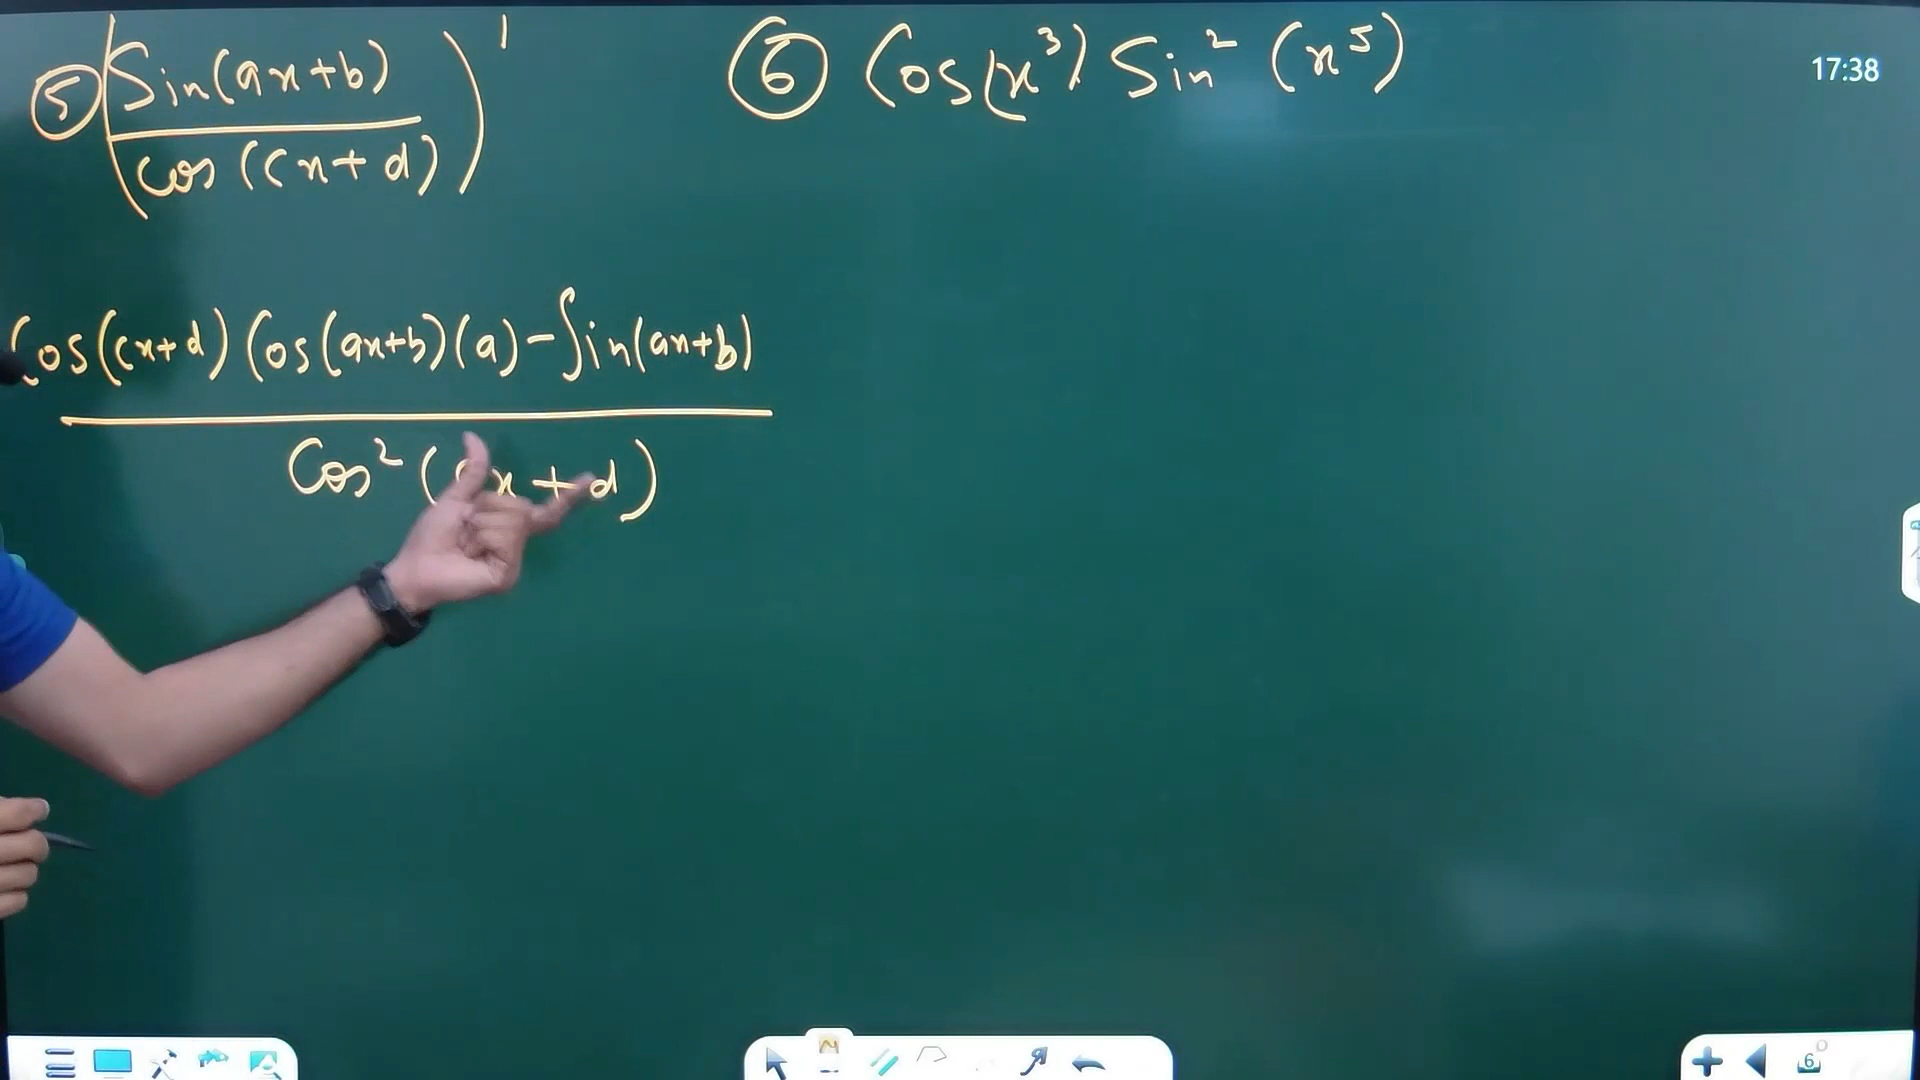 ⑤ (Sin(ax+b) / cos(cx+d))'
⑥ Cos(x³) Sin² (x⁵)
17:38
Cos(cx+d) Cos(ax+b)(a) - Sin(ax+b)
Cos² (cx+d)
6